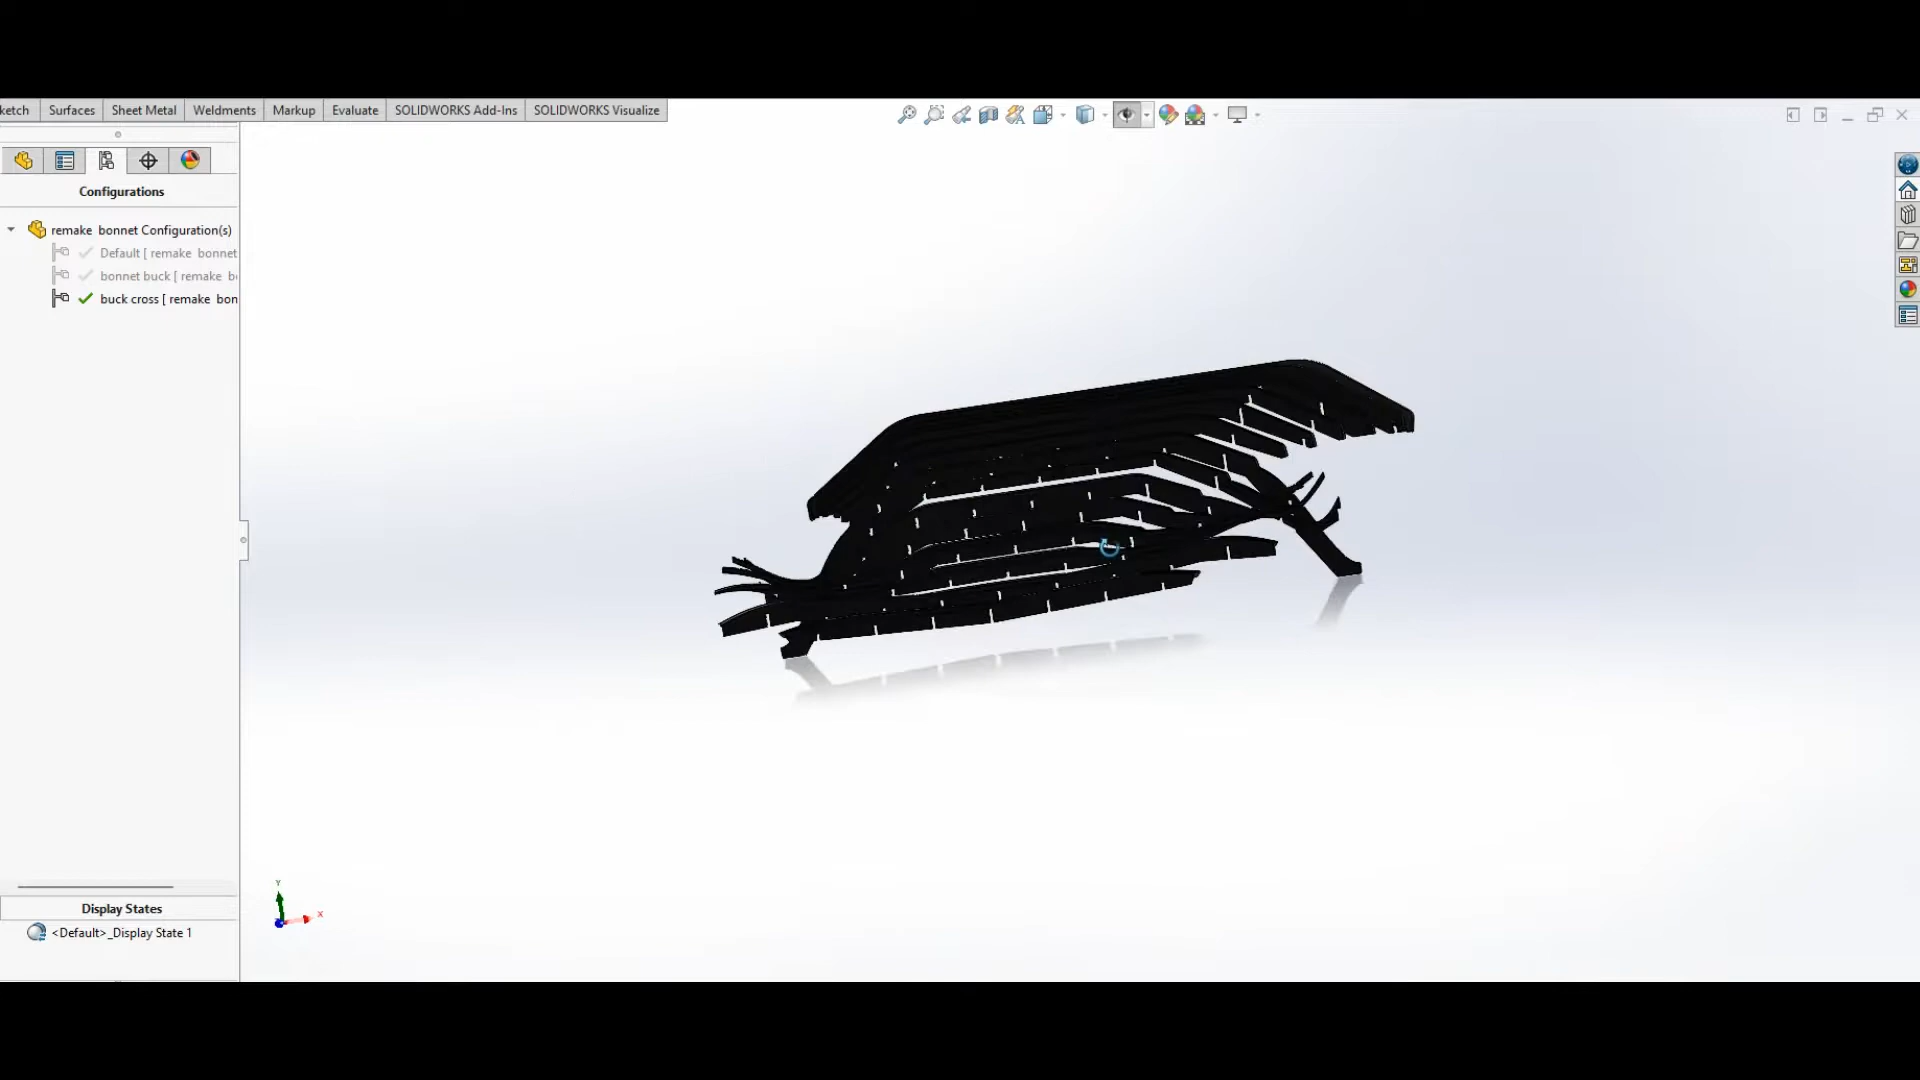 ketch Surfaces Sheet Metal Weldments Markup Evaluate SOLIDWORKS Add-Ins SOLIDWORKS Visualize
Configurations
remake bonnet Configuration(s)
Default [ remake bonnet
bonnet buck [ remake b
buck cross [ remake bon
Y
X
Display States
<Default>_Display State 1